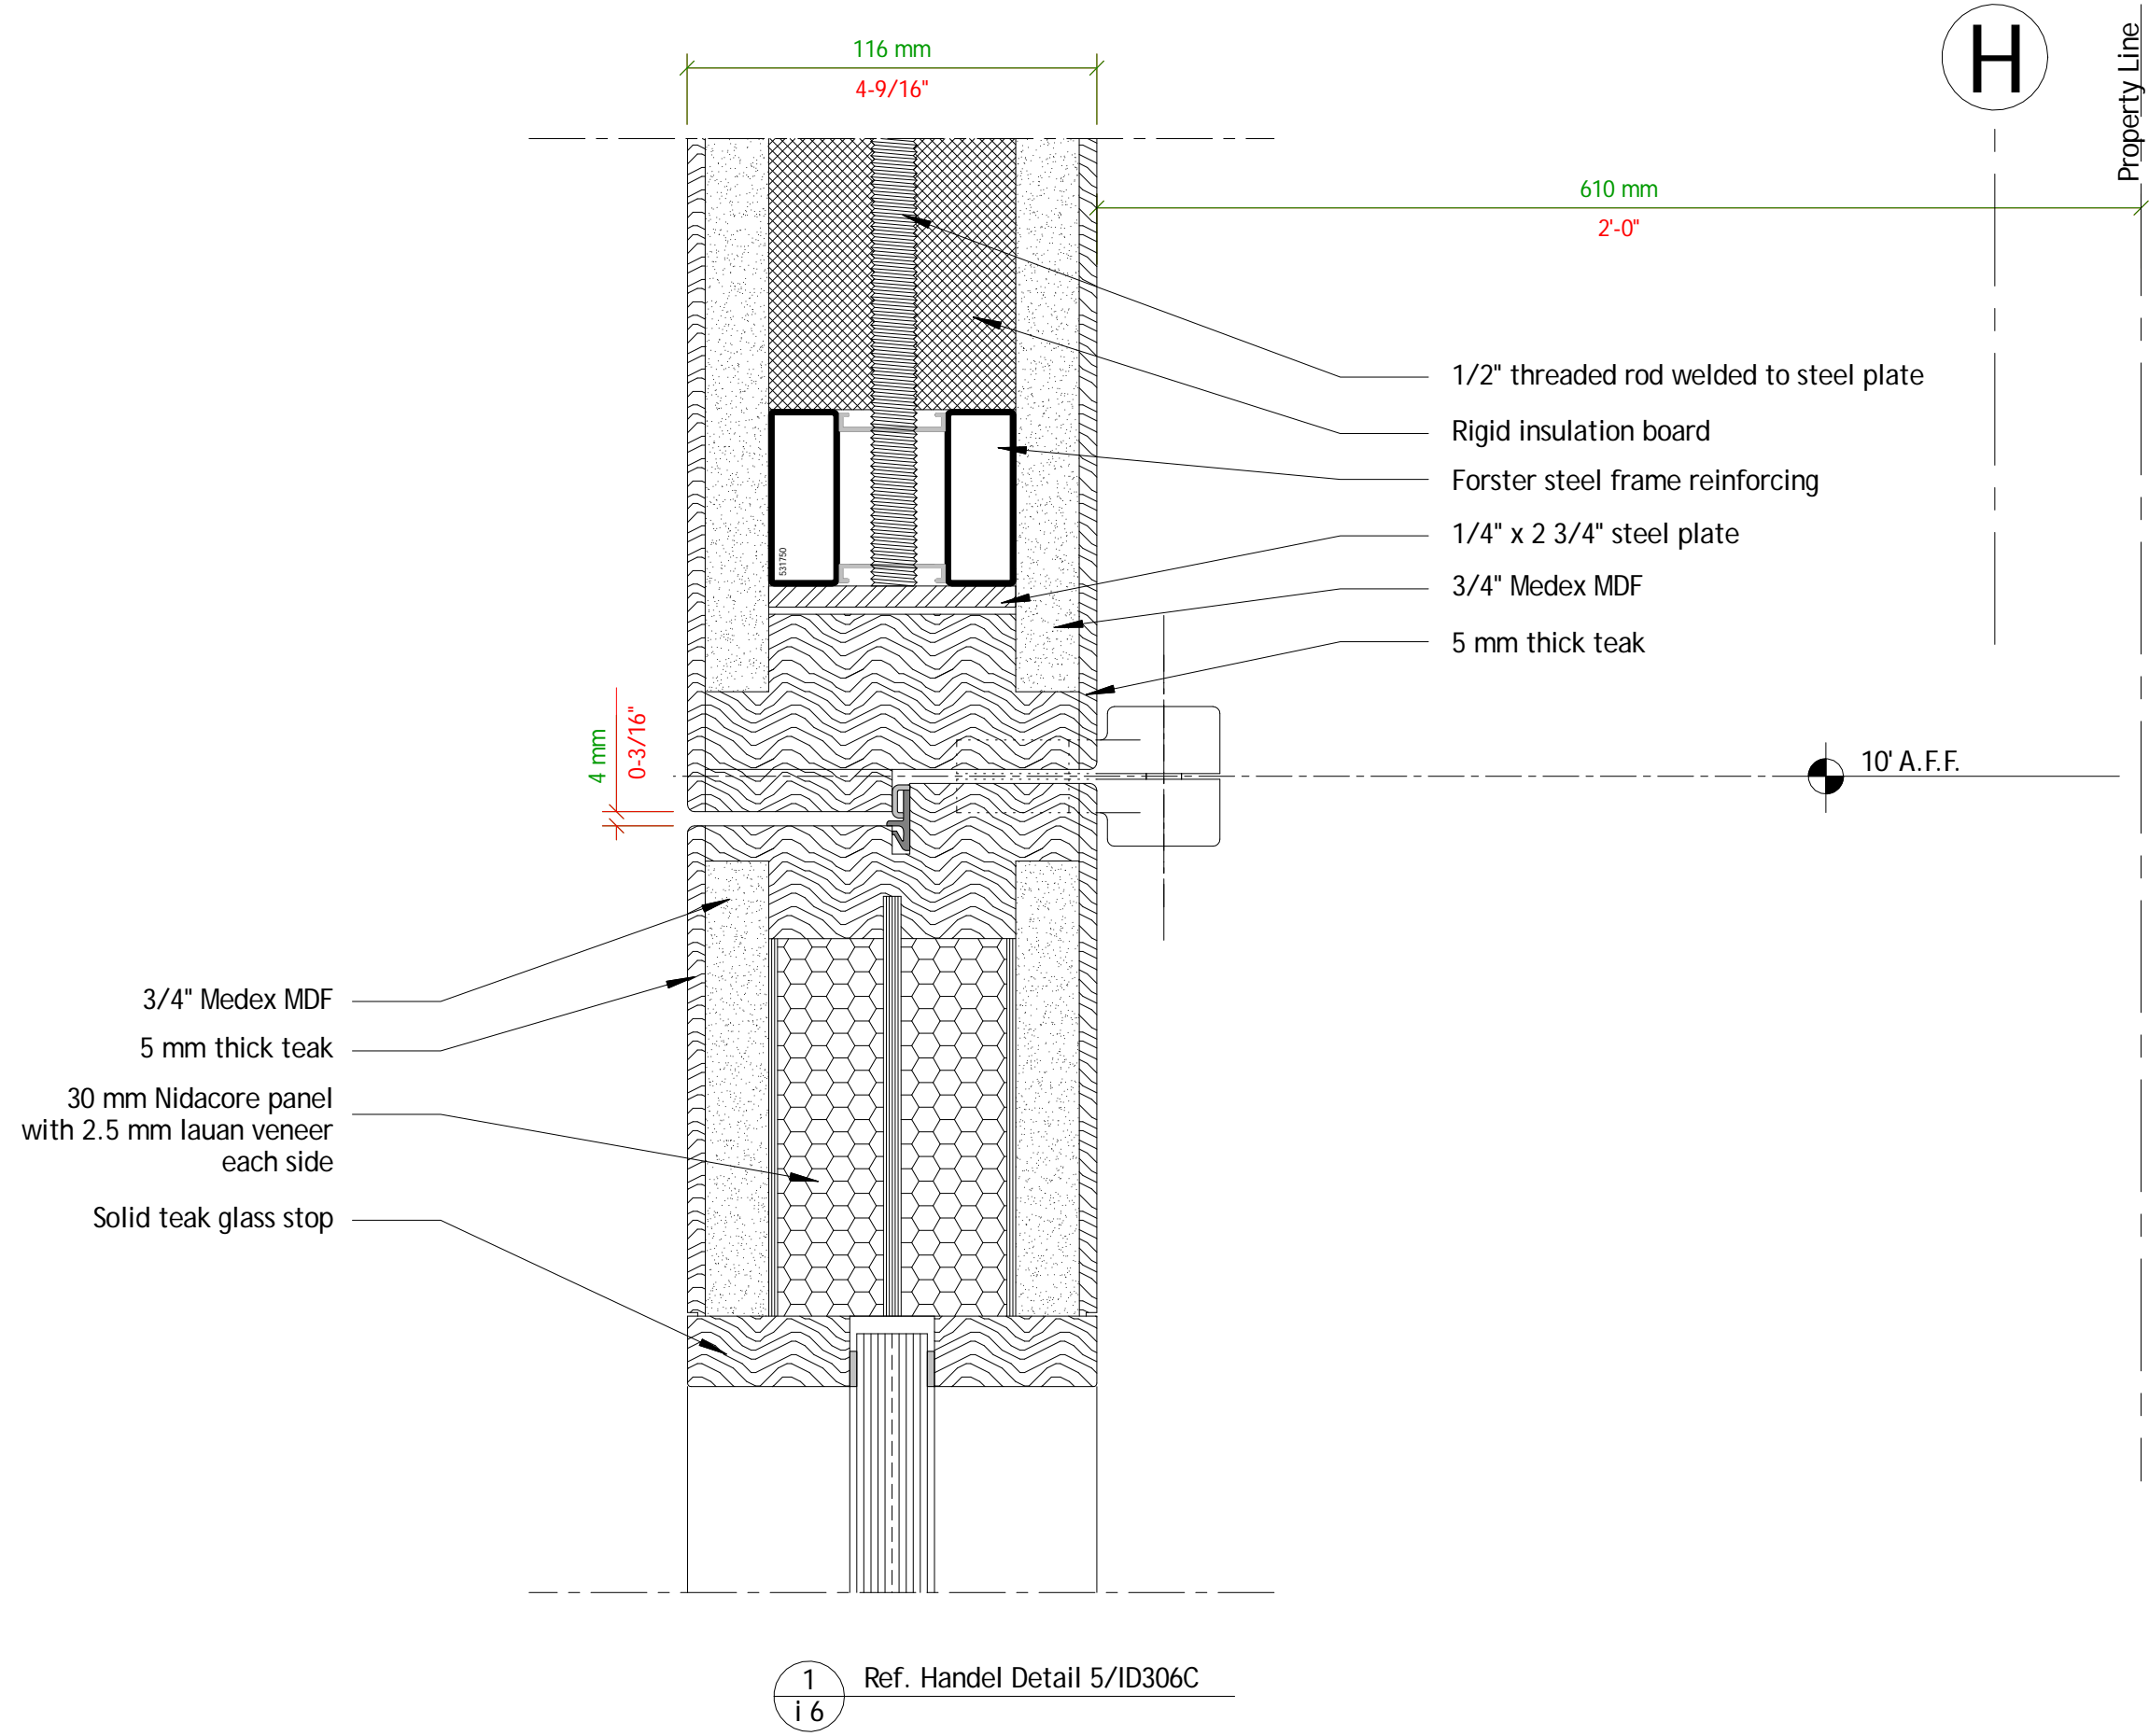 116 mm
4-9/16"
H
Property Line
610 mm
2'-0"
1/2" threaded rod welded to steel plate
Rigid insulation board
Forster steel frame reinforcing
1/4" x 2 3/4" steel plate
3/4" Medex MDF
5 mm thick teak
531750
4 mm
0-3/16"
10' A.F.F.
3/4" Medex MDF
5 mm thick teak
30 mm Nidacore panel
with 2.5 mm lauan veneer
each side
Solid teak glass stop
1
i 6
Ref. Handel Detail 5/ID306C